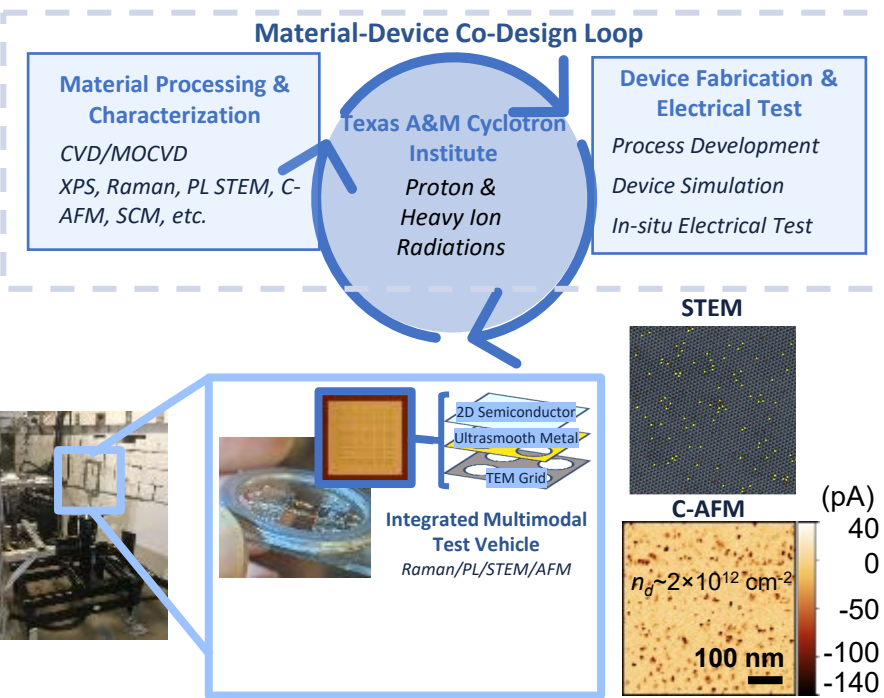 Material-Device Co-Design Loop
Material Processing &
Characterization
CVD/MOCVD
XPS, Raman, PL STEM, C-
AFM, SCM, etc.
Texas A&M Cyclotron
Institute
Proton &
Heavy Ion
Radiations
Device Fabrication &
Electrical Test
Process Development
Device Simulation
In-situ Electrical Test
2D Semiconductor
Ultrasmooth Metal
TEM Grid
Integrated Multimodal
Test Vehicle
Raman/PL/STEM/AFM
STEM
C-AFM
(pA)
40
0
-50
-100
-140
n_d~2×10¹² cm⁻²
100 nm